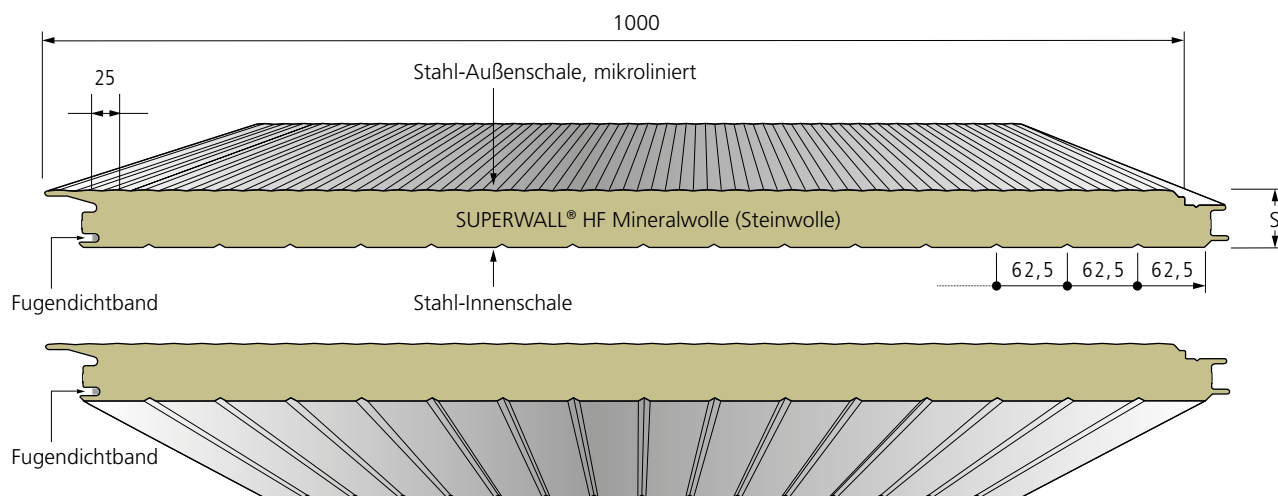 1000
25
Stahl-Außenschale, mikroliniert
SUPERWALL® HF Mineralwolle (Steinwolle)
S
62,5 62,5 62,5
Fugendichtband
Stahl-Innenschale
Fugendichtband